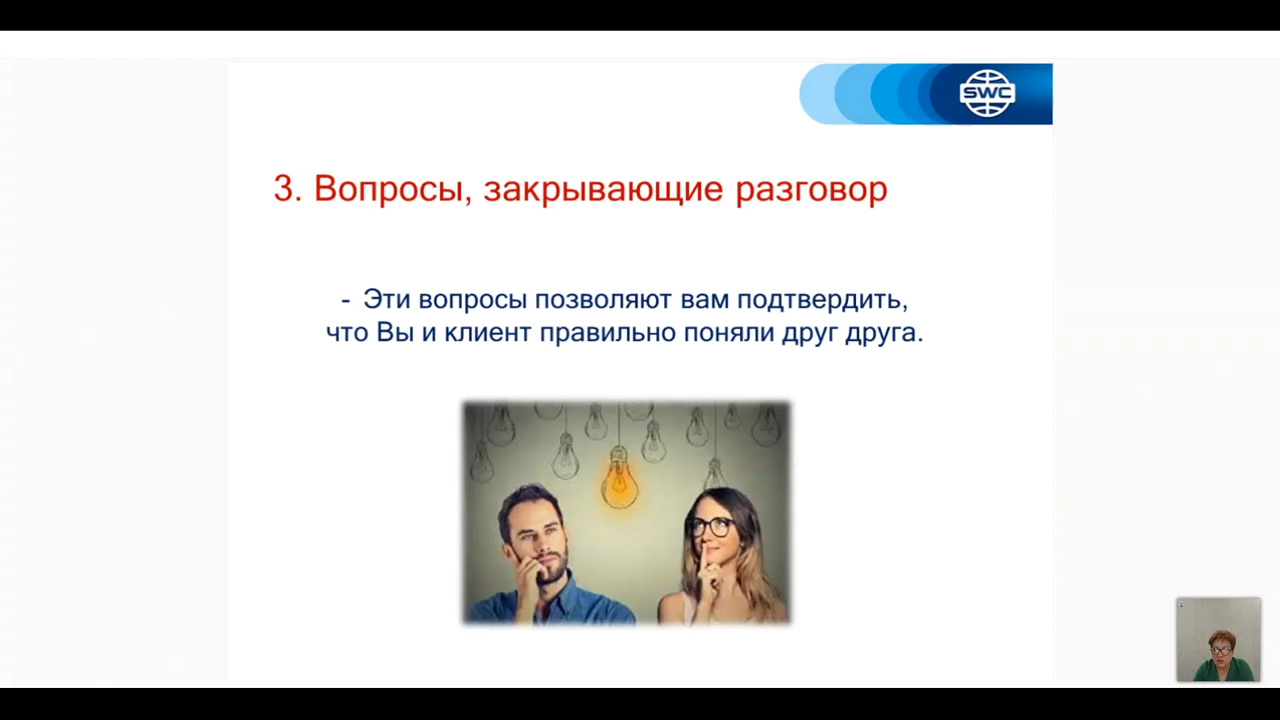 SWC
3. Вопросы, закрывающие разговор
- Эти вопросы позволяют вам подтвердить,
что Вы и клиент правильно поняли друг друга.